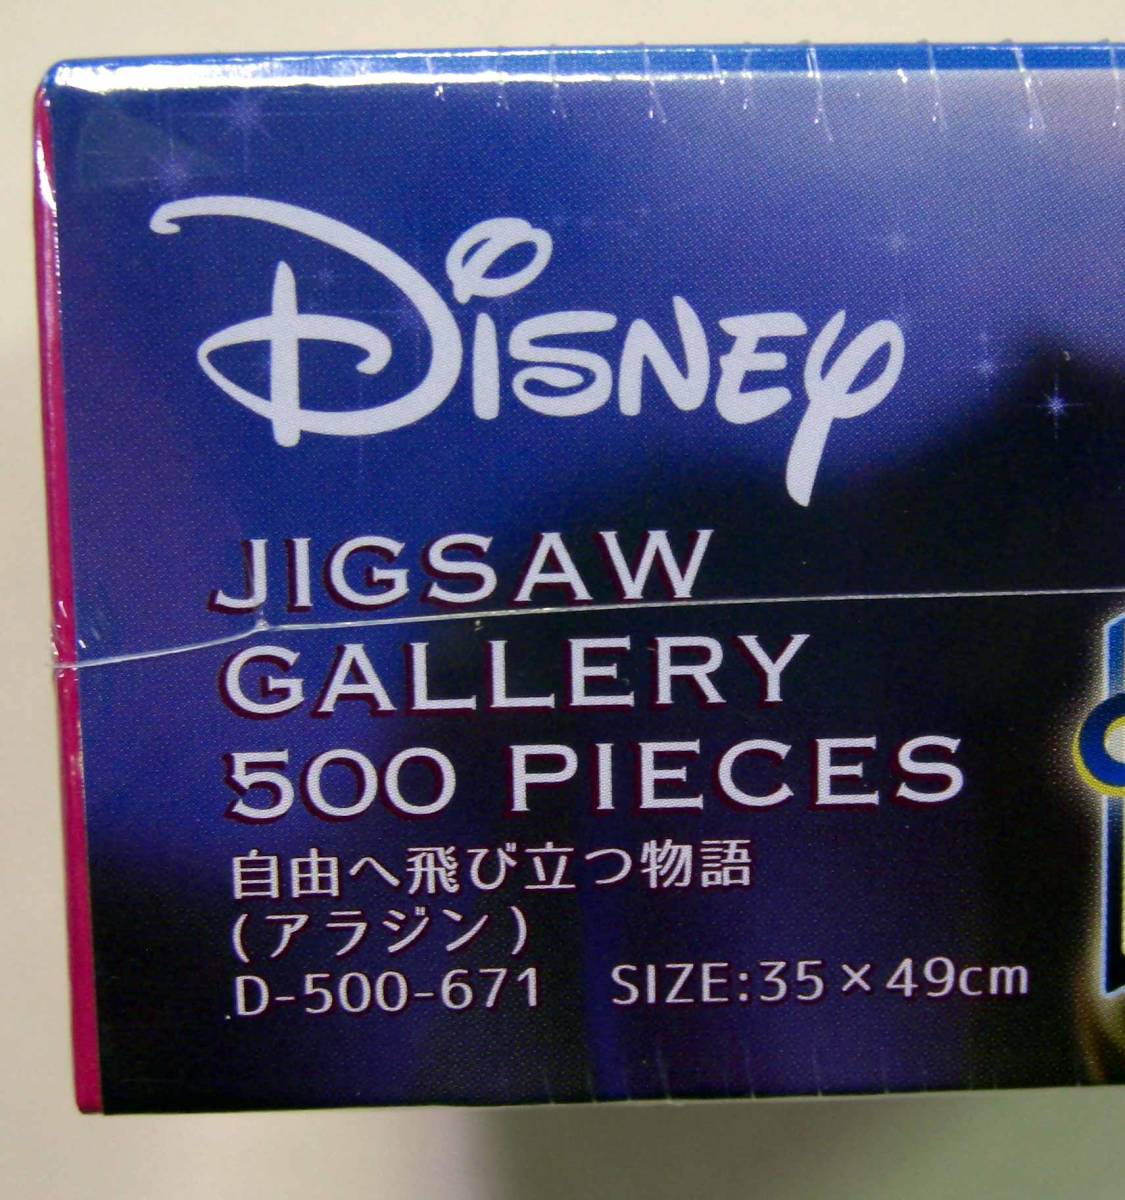 Disney
JIGSAW
GALLERY
500 PIECES
自由へ飛び立つ物語
(アラジン)
D-500-671 SIZE:35×49cm